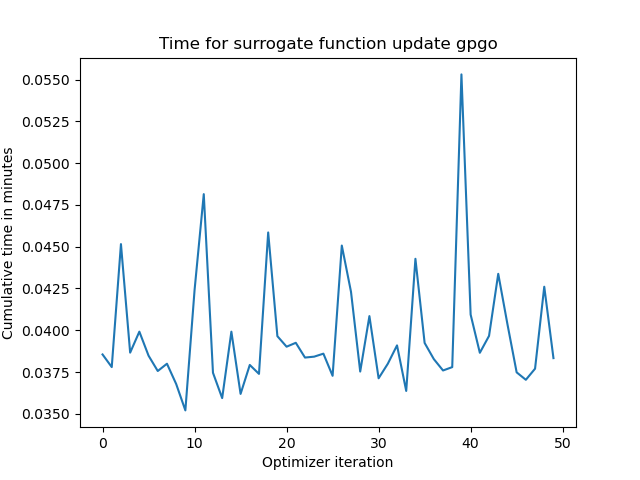 Time for surrogate function update gpgo
Cumulative time in minutes
0.0550
0.0525
0.0500
0.0475
0.0450
0.0425
0.0400
0.0375
0.0350
0 10 20 30 40 50
Optimizer iteration